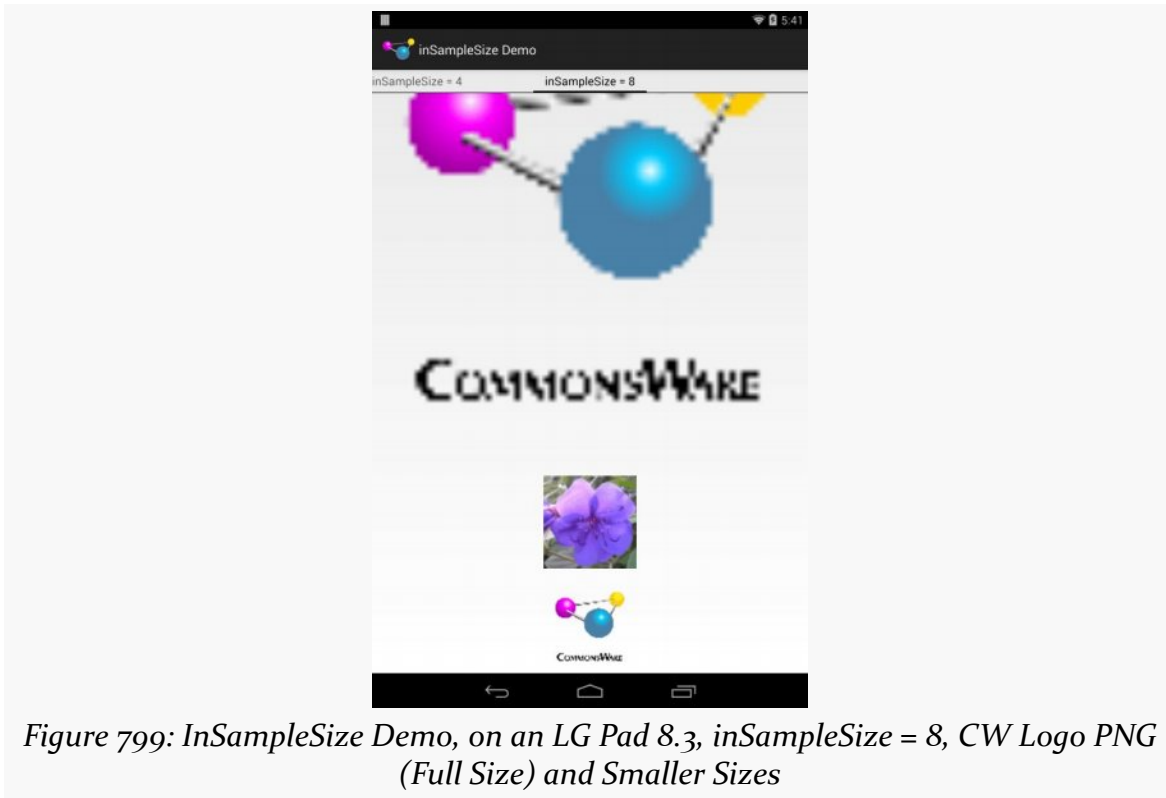 5:41
inSampleSize Demo
inSampleSize = 4
inSampleSize = 8
COMMONSWARE
COMMONSWARE
Figure 799: InSampleSize Demo, on an LG Pad 8.3, inSampleSize = 8, CW Logo PNG
(Full Size) and Smaller Sizes